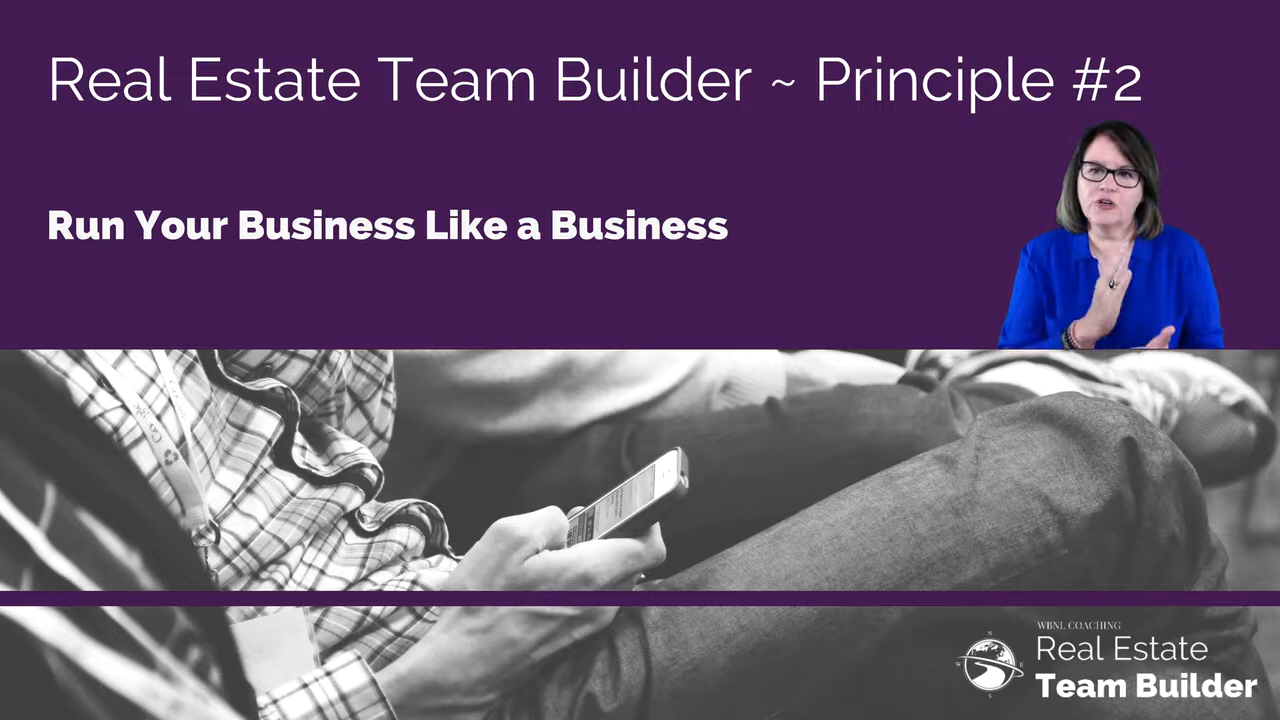 Real Estate Team Builder ~ Principle #2
Run Your Business Like a Business
WBNL COACHING
Real Estate
Team Builder
N
W
E
S